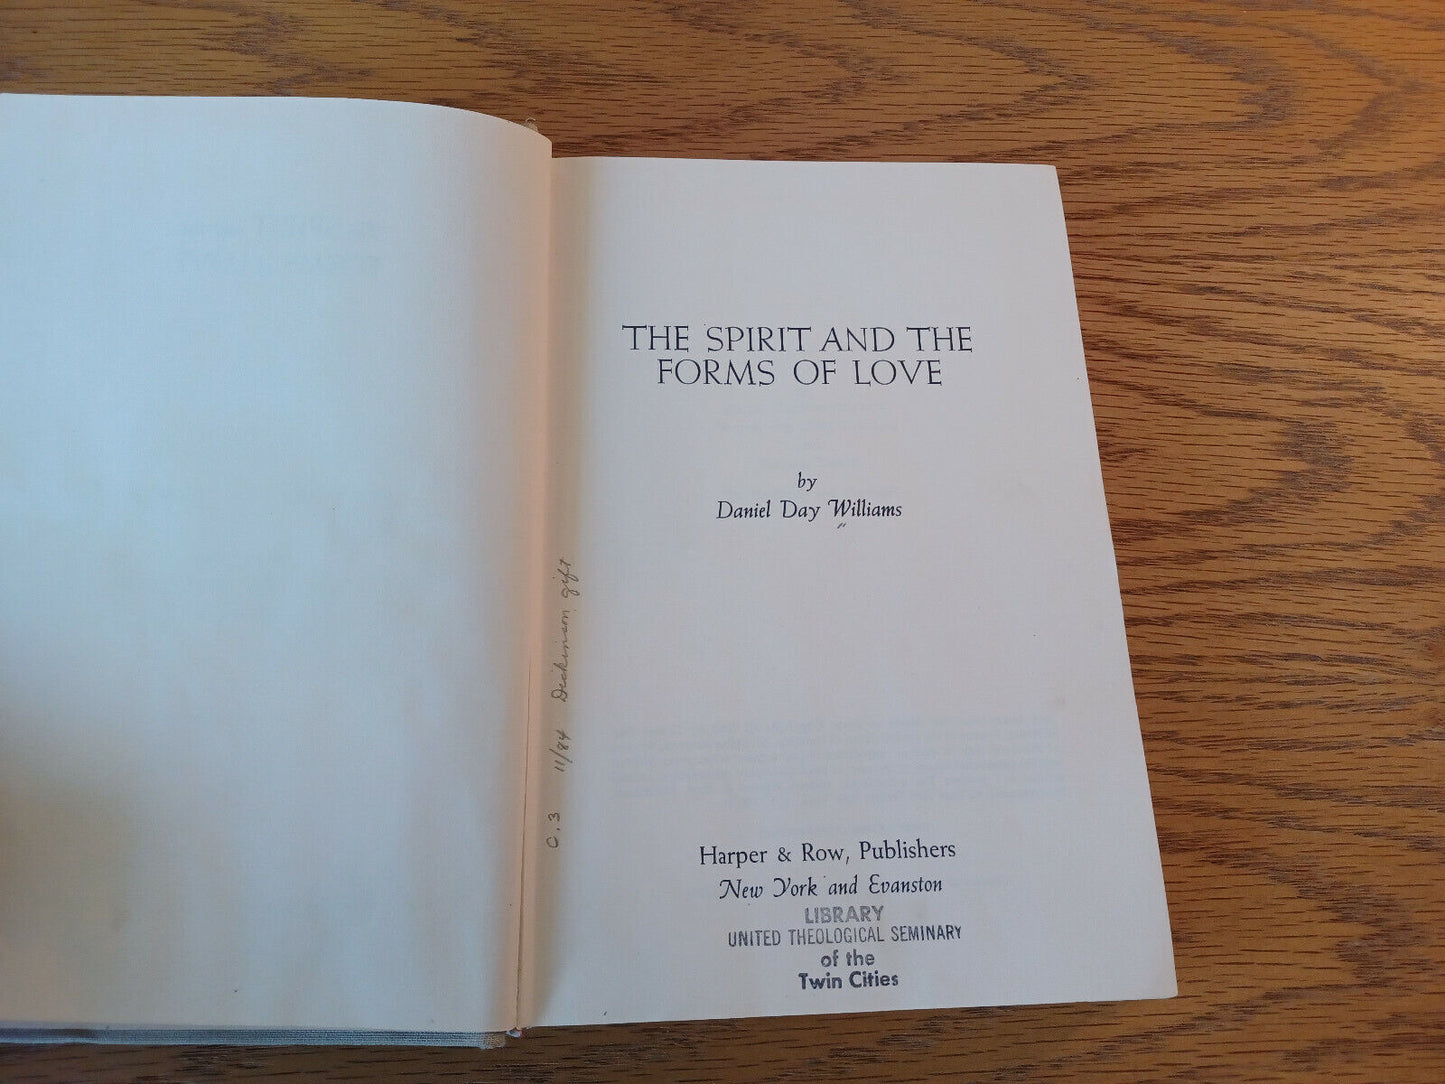 THE SPIRIT AND THE
FORMS OF LOVE
by
Daniel Day Williams
c.3 11/84 Dickinson gift
Harper & Row, Publishers
New York and Evanston
LIBRARY
UNITED THEOLOGICAL SEMINARY
of the
Twin Cities